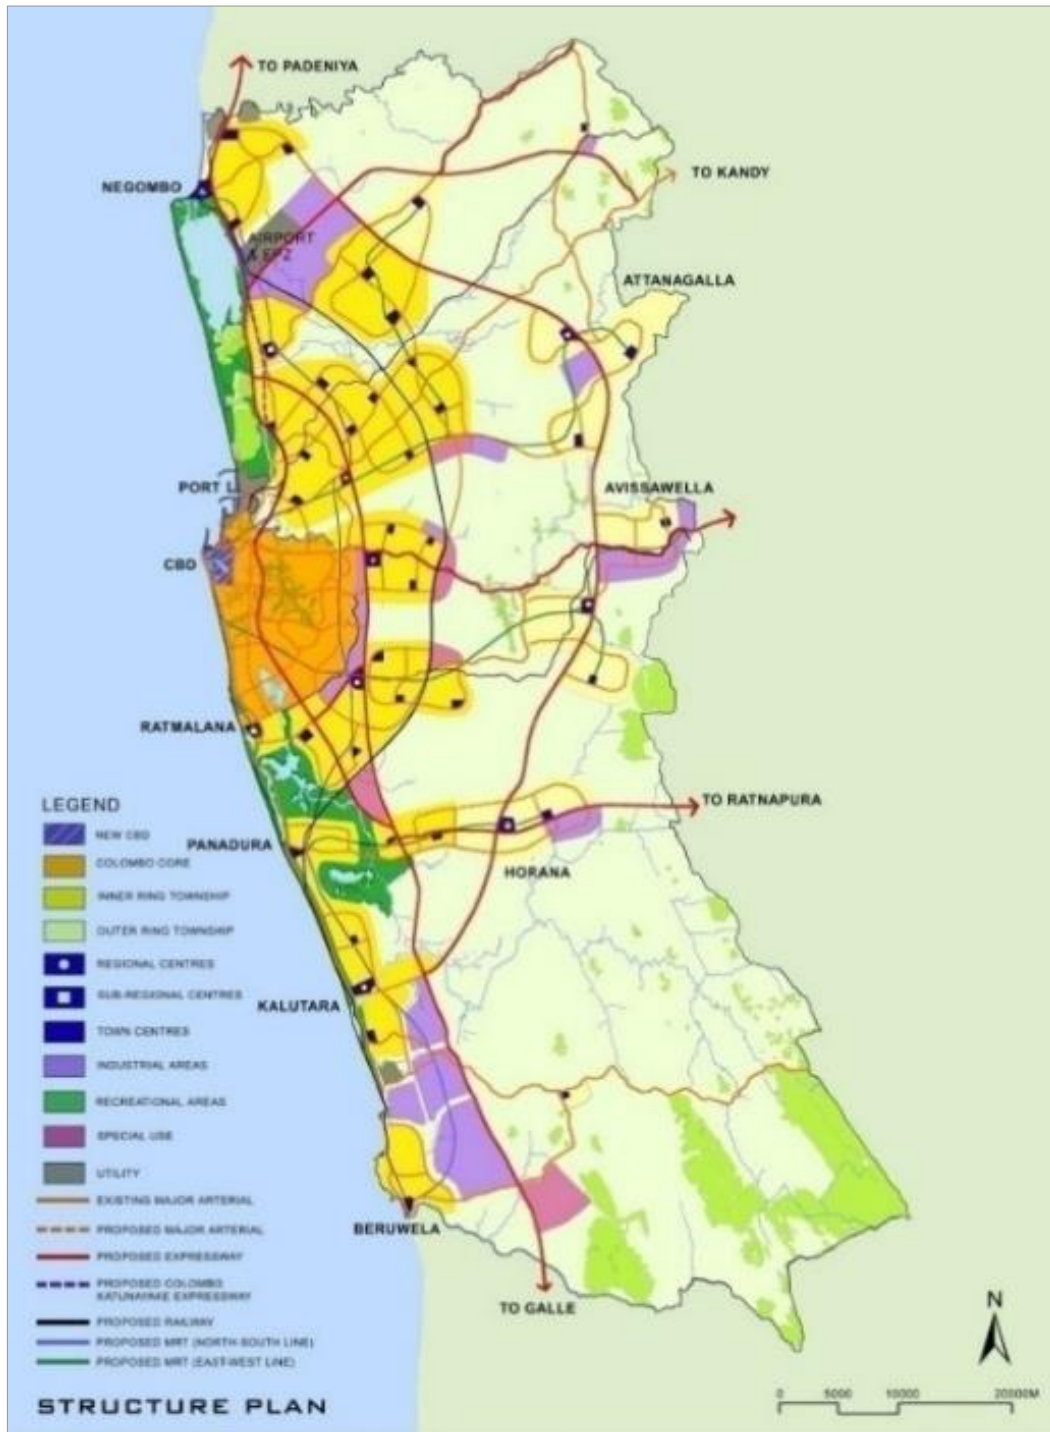 TO PADENIYA
TO KANDY
NEGOMBO
AIRPORT
& EPZ
ATTANAGALLA
PORT
AVISSAWELLA
CBD
RATMALANA
TO RATNAPURA
PANADURA
HORANA
KALUTARA
BERUWELA
TO GALLE
LEGEND
NEW CBD
COLOMBO CORE
INNER RING TOWNSHIP
OUTER RING TOWNSHIP
REGIONAL CENTRES
SUB-REGIONAL CENTRES
TOWN CENTRES
INDUSTRIAL AREAS
RECREATIONAL AREAS
SPECIAL USE
UTILITY
EXISTING MAJOR ARTERIAL
PROPOSED MAJOR ARTERIAL
PROPOSED EXPRESSWAY
PROPOSED COLOMBO
KATUNAYAKE EXPRESSWAY
PROPOSED RAILWAY
PROPOSED MRT (NORTH-SOUTH LINE)
PROPOSED MRT (EAST-WEST LINE)
STRUCTURE PLAN
N
0 5000 10000 20000M